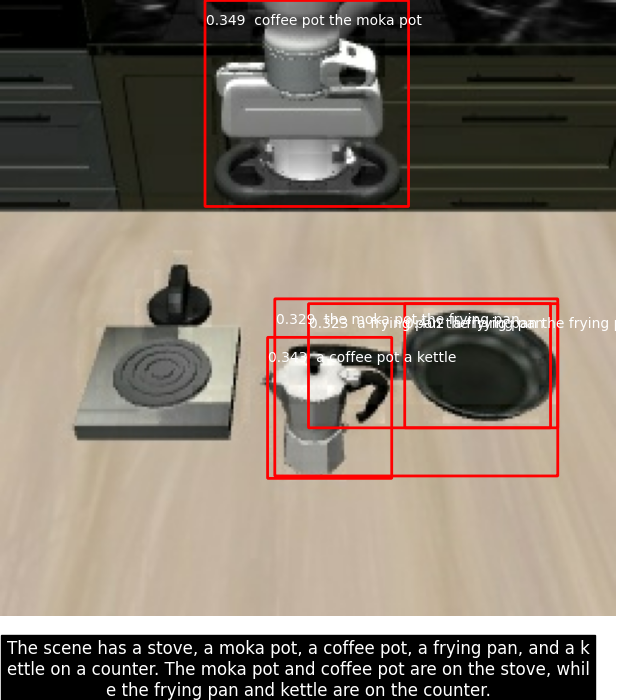 0.349  coffee pot the moka pot
0.329  the moka pot the frying pan
0.323  a frying pan
the frying p
0.343  a coffee pot a kettle
The scene has a stove, a moka pot, a coffee pot, a frying pan, and a k
ettle on a counter. The moka pot and coffee pot are on the stove, whil
e the frying pan and kettle are on the counter.